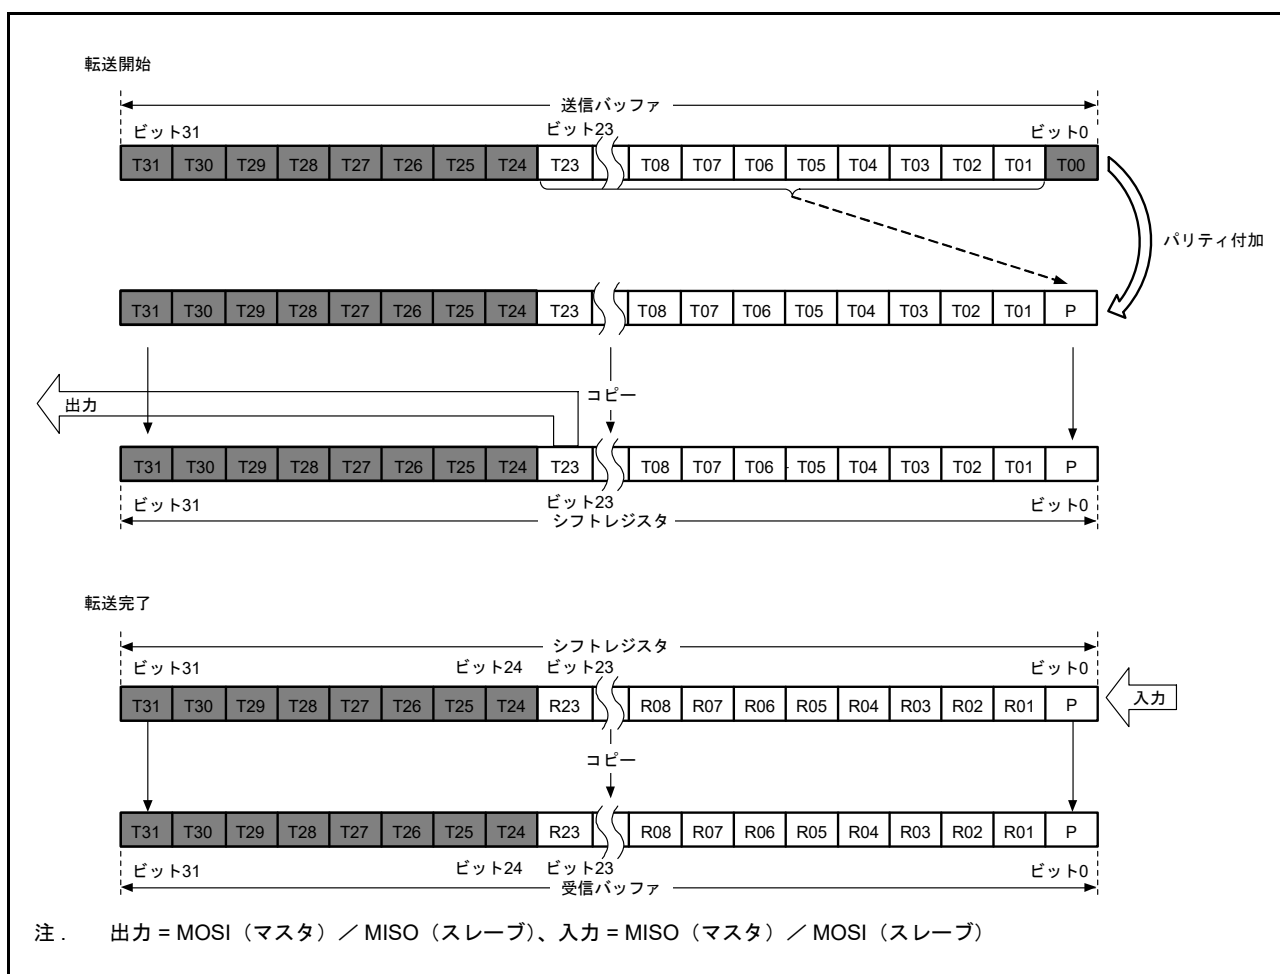 転送開始
送信バッファ
ビット31 ビット23 ビット0
T31 T30 T29 T28 T27 T26 T25 T24 T23 T08 T07 T06 T05 T04 T03 T02 T01 T00
パリティ付加
T31 T30 T29 T28 T27 T26 T25 T24 T23 T08 T07 T06 T05 T04 T03 T02 T01 P
コピー
出力
T31 T30 T29 T28 T27 T26 T25 T24 T23 T08 T07 T06 T05 T04 T03 T02 T01 P
ビット31 ビット23 ビット0
シフトレジスタ
転送完了
シフトレジスタ
ビット31 ビット24 ビット23 ビット0
T31 T30 T29 T28 T27 T26 T25 T24 R23 R08 R07 R06 R05 R04 R03 R02 R01 P
入力
コピー
T31 T30 T29 T28 T27 T26 T25 T24 R23 R08 R07 R06 R05 R04 R03 R02 R01 P
ビット31 ビット24 ビット23 ビット0
受信バッファ
注． 出力 = MOSI（マスタ）／ MISO（スレーブ）、入力 = MISO（マスタ）／ MOSI（スレーブ）